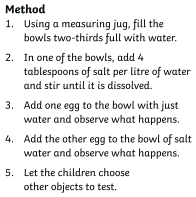 Method
1. Using a measuring jug, fill the
bowls two-thirds full with water.
2. In one of the bowls, add 4
tablespoons of salt per litre of water
and stir until it is dissolved.
3. Add one egg to the bowl with just
water and observe what happens.
4. Add the other egg to the bowl of salt
water and observe what happens.
5. Let the children choose
other objects to test.